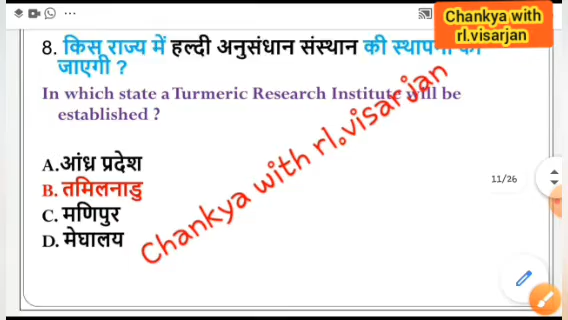 Chankya with
rl.visarjan
8. किस राज्य में हल्दी अनुसंधान संस्थान की स्थापना की
जाएगी ?
In which state a Turmeric Research Institute will be
established ?
A.आंध्र प्रदेश
B. तमिलनाडु
C. मणिपुर
D. मेघालय
11/26
Chankya with rl.visarjan